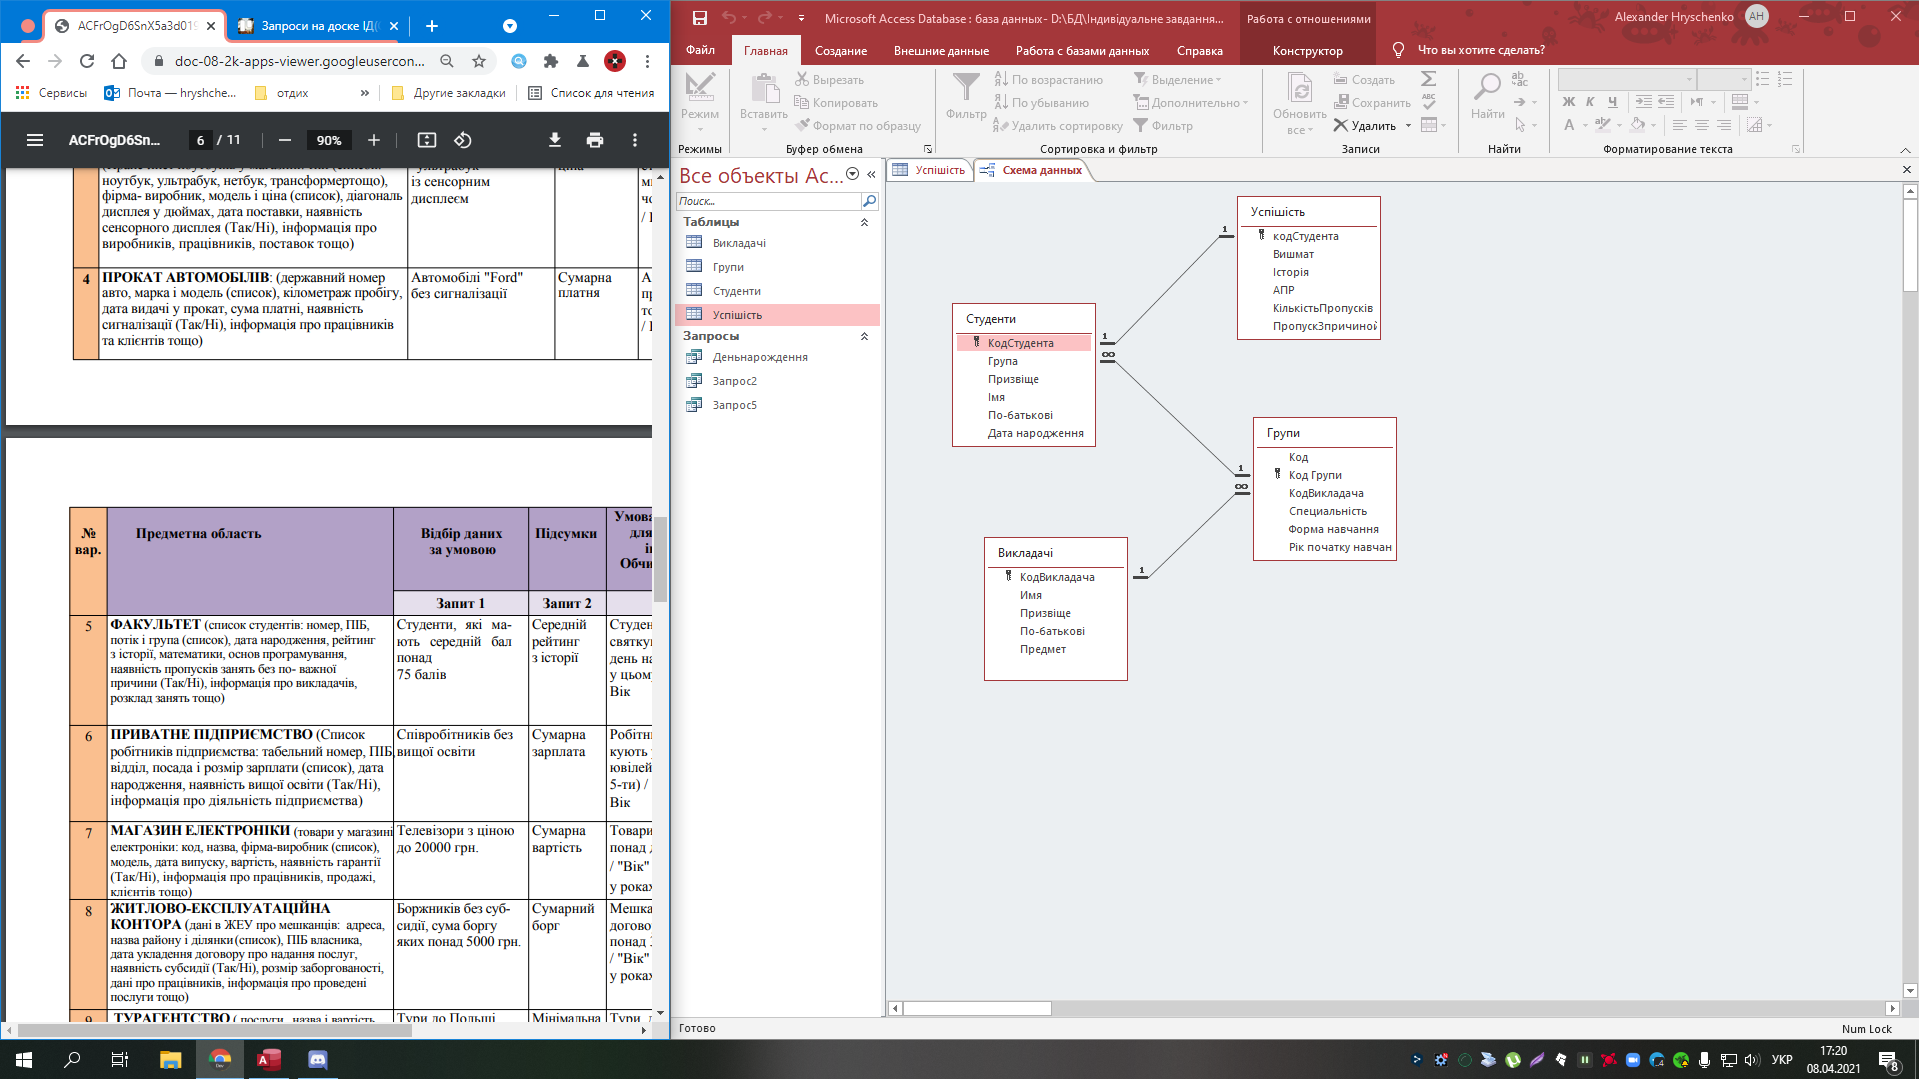 ACFrOgD6SnX5a3d019
Запроси на доске ІД(
doc-08-2k-apps-viewer.googleusercon...
Сервисы
Почта — hryshche...
отдих
»
Другие закладки
Список для чтения
ACFrOgD6Sn...
6 / 11
90%
ноутбук, ультрабук, нетбук, трансформертощо),
фірма- виробник, модель і ціна (список), діагональ
дисплея у дюймах, дата поставки, наявність
сенсорного дисплея (Так/Ні), інформація про
виробників, працівників, поставок тощо)
із сенсорним
дисплеєм
4
ПРОКАТ АВТОМОБІЛІВ: (державний номер
авто, марка і модель (список), кілометраж пробігу,
дата видачі у прокат, сума платні, наявність
сигналізації (Так/Ні), інформація про працівників
та клієнтів тощо)
Автомобілі "Ford"
без сигналізації
Сумарна
платня
№
вар.
Предметна область
Відбір даних
за умовою
Підсумки
Умова
для
Обчи
Запит 1
Запит 2
5
ФАКУЛЬТЕТ (список студентів: номер, ПІБ,
потік і група (список), дата народження, рейтинг
з історії, математики, основ програмування,
наявність пропусків занять без по- важної
причини (Так/Ні), інформація про викладачів,
розклад занять тощо)
Студенти, які ма-
ють середній бал
понад
75 балів
Середній
рейтинг
з історії
Студен
святку
день на
у цьому
Вік
6
ПРИВАТНЕ ПІДПРИЄМСТВО (Список
робітників підприємства: табельний номер, ПІБ,
відділ, посада і розмір зарплати (список), дата
народження, наявність вищої освіти (Так/Ні),
інформація про діяльність підприємства)
Співробітників без
вищої освіти
Сумарна
зарплата
Робітн
кують
ювілей
5-ти) /
Вік
7
МАГАЗИН ЕЛЕКТРОНІКИ (товари у магазині
електроніки: код, назва, фірма-виробник (список),
модель, дата випуску, вартість, наявність гарантії
(Так/Ні), інформація про працівників, продажі,
клієнтів тощо)
Телевізори з ціною
до 20000 грн.
Сумарна
вартість
Товари
понад
/ "Вік"
у роках
8
ЖИТЛОВО-ЕКСПЛУАТАЦІЙНА
КОНТОРА (дані в ЖЕУ про мешканців: адреса,
назва району і ділянки(список), ПІБ власника,
дата укладення договору про надання послуг,
наявність субсидії (Так/Ні), розмір заборгованості,
дані про працівників, інформація про проведені
послуги тощо)
Боржників без суб-
сидії, сума боргу
яких понад 5000 грн.
Сумарний
борг
Мешка
догово
понад
/ "Вік"
у роках
9
ТУРАГЕНТСТВО ( послуги, назва і вартість
Тури до Польщі
Мінімальна
Тури
Microsoft Access Database : база данных- D:\БД\Індивідуальне завдання...
Работа с отношениями
Alexander Hryschenko
AH
Файл
Главная
Создание
Внешние данные
Работа с базами данных
Справка
Конструктор
Что вы хотите сделать?
Режим
Режимы
Вставить
Вырезать
Копировать
Формат по образцу
Буфер обмена
Фильтр
По возрастанию
По убыванию
Удалить сортировку
Выделение
Дополнительно
Фильтр
Сортировка и фильтр
Обновить
все
Создать
Сохранить
Удалить
Записи
Найти
Найти
Ж К Ч
Форматирование текста
Все объекты Ac...
«
Поиск...
Таблицы
Викладачі
Групи
Студенти
Успішість
Запросы
Деньнарождення
Запрос2
Запрос5
Успішість
Схема данных
Успішість
кодСтудента
Вишмат
Історія
АПР
КількістьПропусків
ПропускЗпричиної
1
Студенти
КодСтудента
Група
Призвіще
Імя
По-батькові
Дата народження
1
∞
Групи
Код
Код Групи
КодВикладача
Специальність
Форма навчання
Рік початку навчан
1
∞
Викладачі
КодВикладача
Имя
Призвіще
По-батькові
Предмет
1
Готово
Num Lock
УКР
17:20
08.04.2021
8